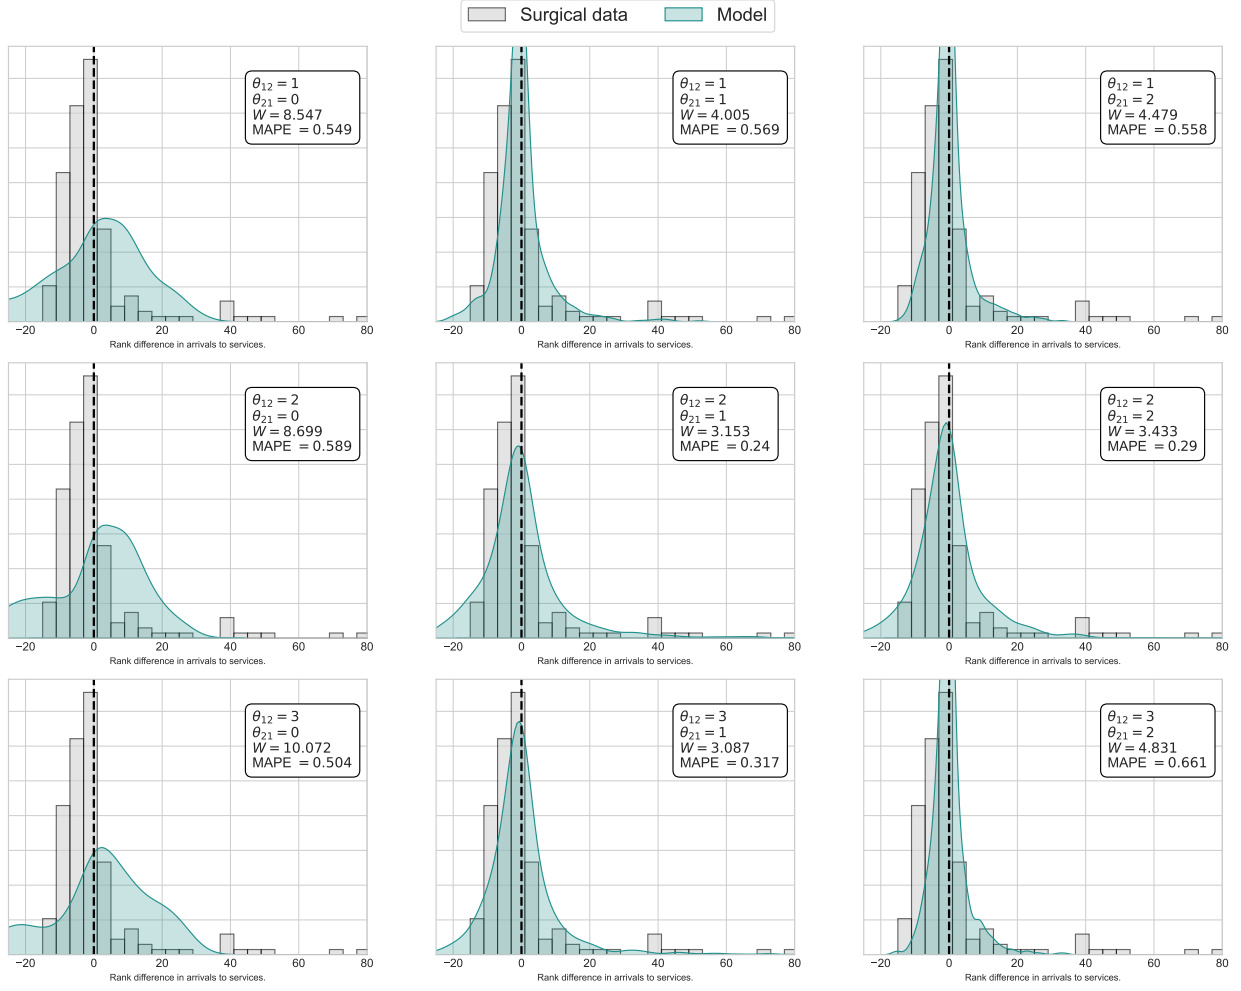 Surgical data Model
θ12 = 1
θ21 = 0
W = 8.547
MAPE = 0.549
−20 0 20 40 60 80
Rank difference in arrivals to services.
θ12 = 1
θ21 = 1
W = 4.005
MAPE = 0.569
−20 0 20 40 60 80
Rank difference in arrivals to services.
θ12 = 1
θ21 = 2
W = 4.479
MAPE = 0.558
−20 0 20 40 60 80
Rank difference in arrivals to services.
θ12 = 2
θ21 = 0
W = 8.699
MAPE = 0.589
−20 0 20 40 60 80
Rank difference in arrivals to services.
θ12 = 2
θ21 = 1
W = 3.153
MAPE = 0.24
−20 0 20 40 60 80
Rank difference in arrivals to services.
θ12 = 2
θ21 = 2
W = 3.433
MAPE = 0.29
−20 0 20 40 60 80
Rank difference in arrivals to services.
θ12 = 3
θ21 = 0
W = 10.072
MAPE = 0.504
−20 0 20 40 60 80
Rank difference in arrivals to services.
θ12 = 3
θ21 = 1
W = 3.087
MAPE = 0.317
−20 0 20 40 60 80
Rank difference in arrivals to services.
θ12 = 3
θ21 = 2
W = 4.831
MAPE = 0.661
−20 0 20 40 60 80
Rank difference in arrivals to services.